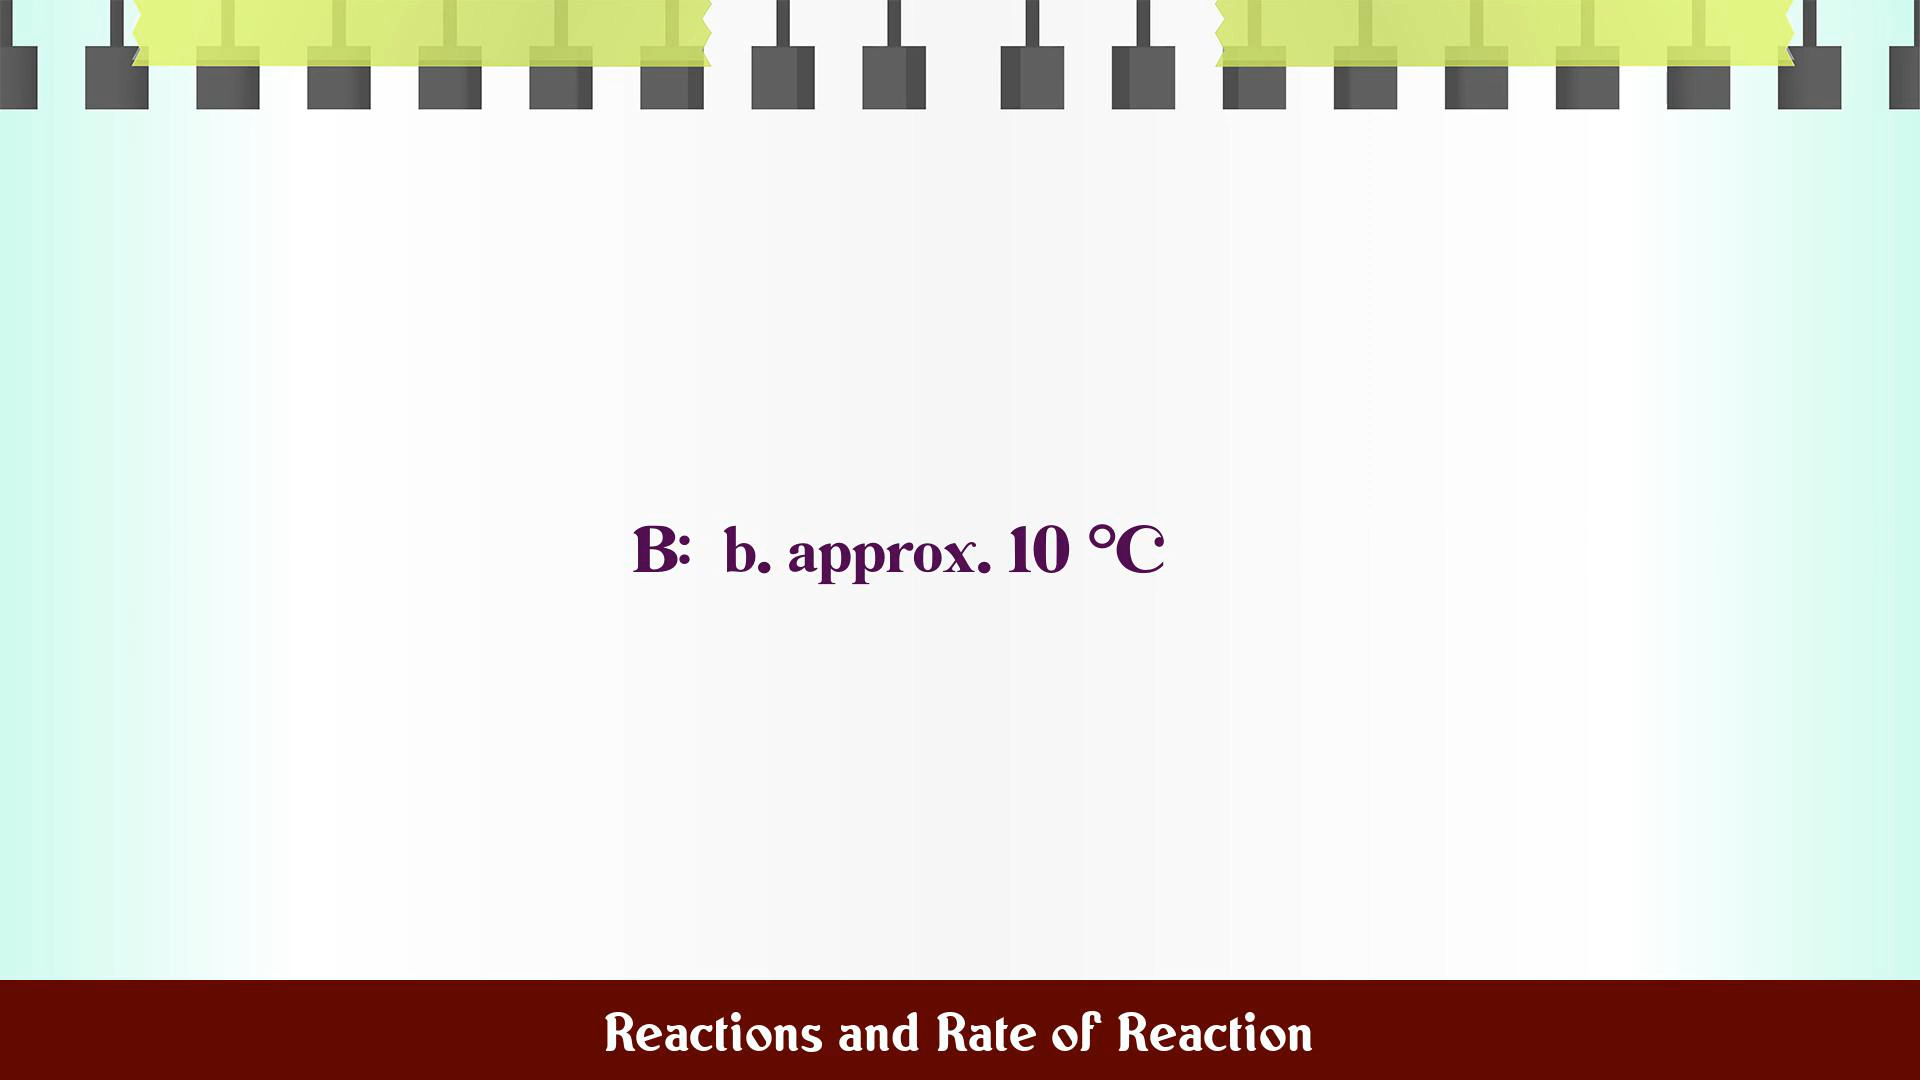 B: b. approx. 10 °C
Reactions and Rate of Reaction